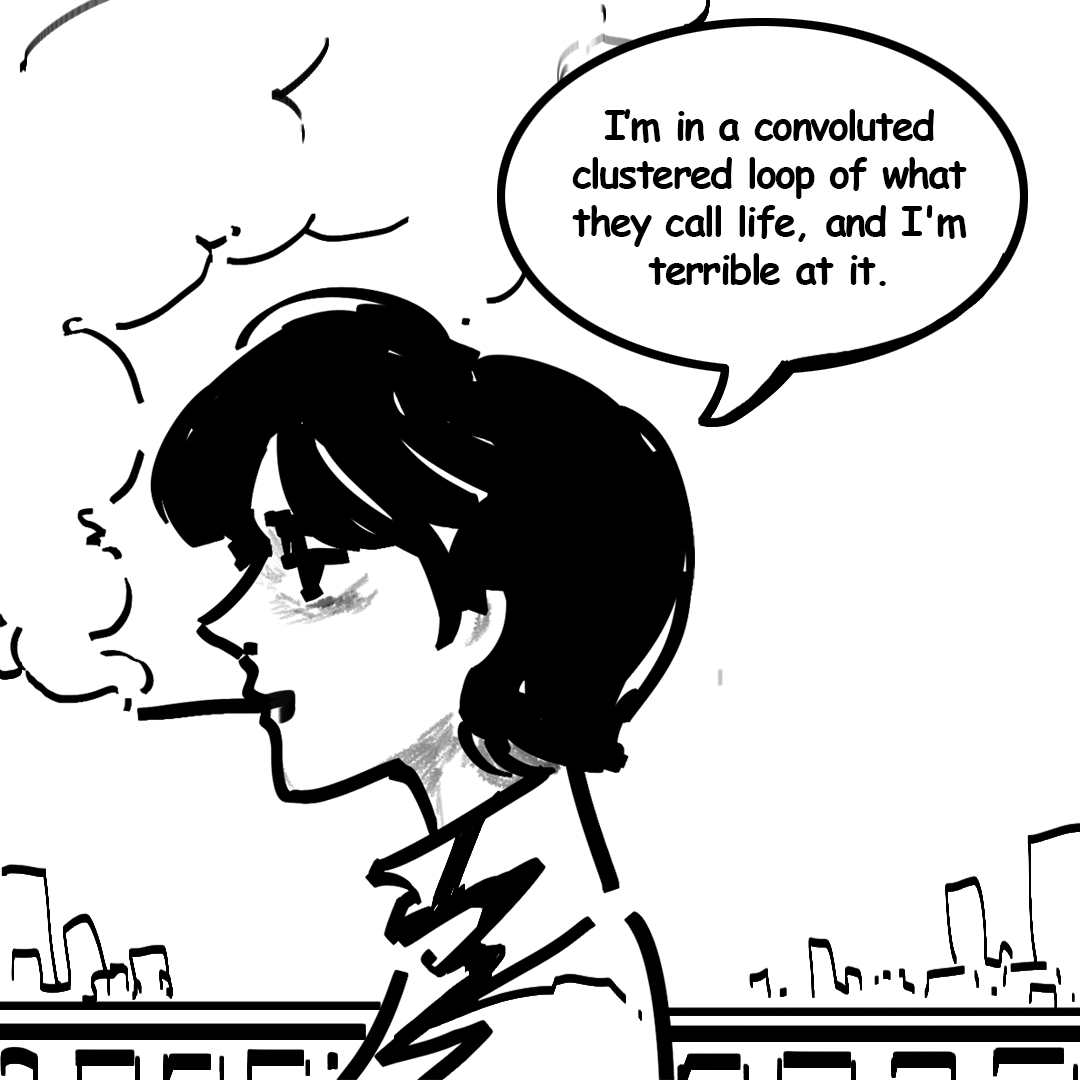 I'm in a convoluted
clustered loop of what
they call life, and I'm
terrible at it.